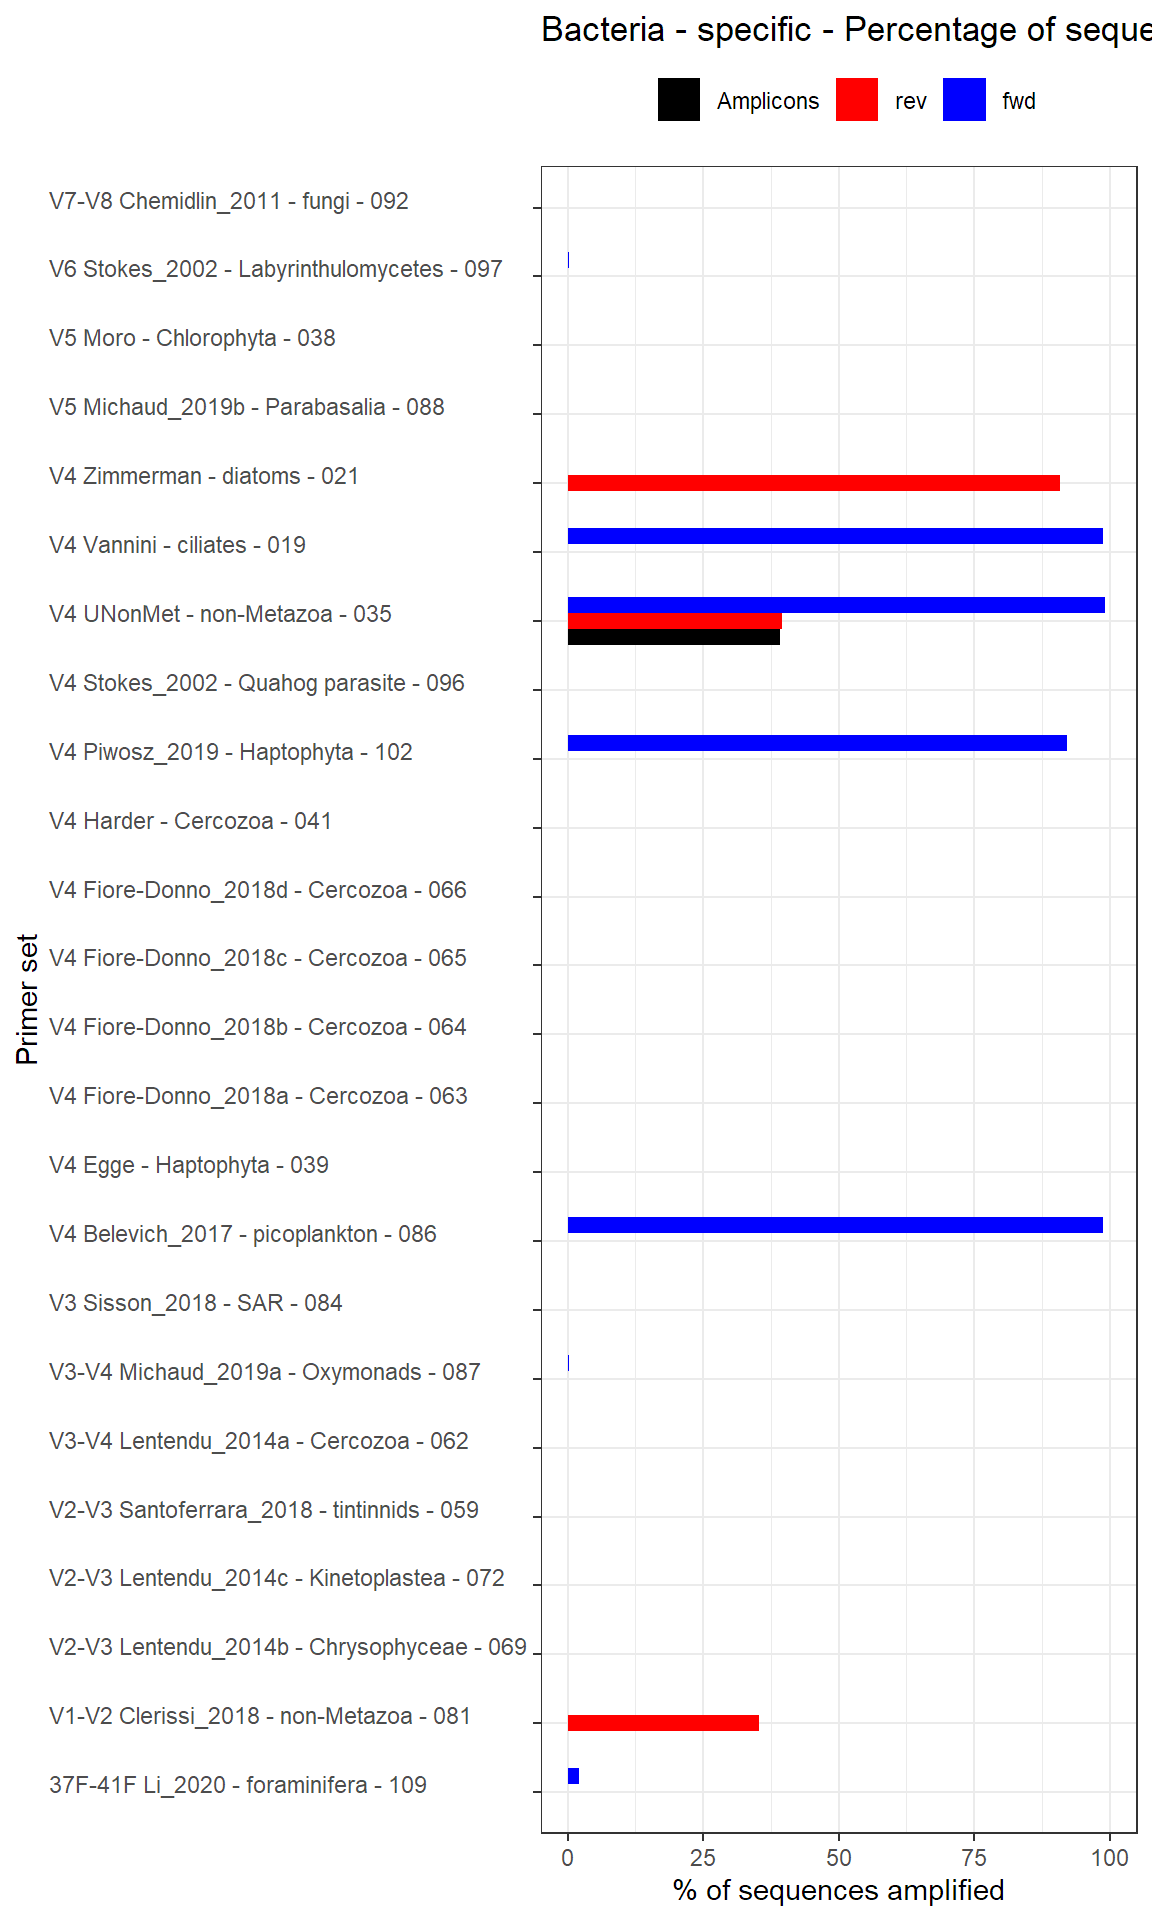 Bacteria - specific - Percentage of seque
Amplicons rev fwd
V7-V8 Chemidlin_2011 - fungi - 092
V6 Stokes_2002 - Labyrinthulomycetes - 097
V5 Moro - Chlorophyta - 038
V5 Michaud_2019b - Parabasalia - 088
V4 Zimmerman - diatoms - 021
V4 Vannini - ciliates - 019
V4 UNonMet - non-Metazoa - 035
V4 Stokes_2002 - Quahog parasite - 096
V4 Piwosz_2019 - Haptophyta - 102
V4 Harder - Cercozoa - 041
V4 Fiore-Donno_2018d - Cercozoa - 066
V4 Fiore-Donno_2018c - Cercozoa - 065
V4 Fiore-Donno_2018b - Cercozoa - 064
V4 Fiore-Donno_2018a - Cercozoa - 063
V4 Egge - Haptophyta - 039
V4 Belevich_2017 - picoplankton - 086
V3 Sisson_2018 - SAR - 084
V3-V4 Michaud_2019a - Oxymonads - 087
V3-V4 Lentendu_2014a - Cercozoa - 062
V2-V3 Santoferrara_2018 - tintinnids - 059
V2-V3 Lentendu_2014c - Kinetoplastea - 072
V2-V3 Lentendu_2014b - Chrysophyceae - 069
V1-V2 Clerissi_2018 - non-Metazoa - 081
37F-41F Li_2020 - foraminifera - 109
Primer set
0 25 50 75 100
% of sequences amplified